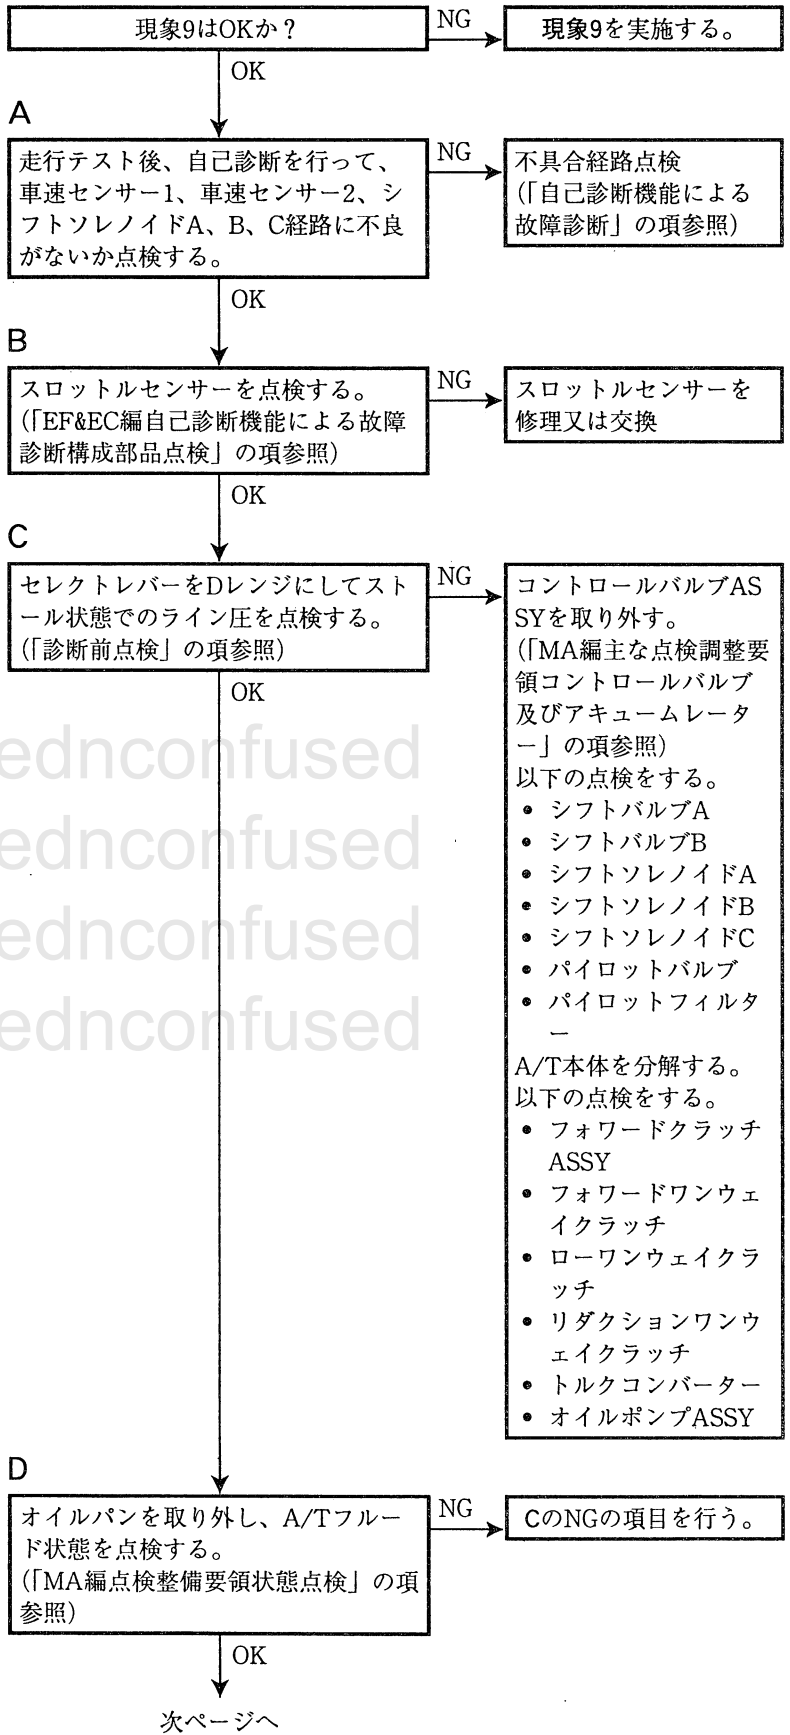 現象9はOKか？
NG
現象9を実施する。
OK
A
走行テスト後、自己診断を行って、
車速センサー1、車速センサー2、シ
フトソレノイドA、B、C経路に不良
がないか点検する。
NG
不具合経路点検
(「自己診断機能による
故障診断」の項参照)
OK
B
スロットルセンサーを点検する。
(「EF&EC編自己診断機能による故障
診断構成部品点検」の項参照)
NG
スロットルセンサーを
修理又は交換
OK
C
セレクトレバーをDレンジにしてスト
ール状態でのライン圧を点検する。
(「診断前点検」の項参照)
NG
コントロールバルブAS
SYを取り外す。
(「MA編主な点検調整要
領コントロールバルブ
及びアキュームレータ
ー」の項参照)
以下の点検をする。
• シフトバルブA
• シフトバルブB
• シフトソレノイドA
• シフトソレノイドB
• シフトソレノイドC
• パイロットバルブ
• パイロットフィルタ
ー
A/T本体を分解する。
以下の点検をする。
• フォワードクラッチ
ASSY
• フォワードワンウェ
イクラッチ
• ローワンウェイクラ
ッチ
• リダクションワンウ
ェイクラッチ
• トルクコンバーター
• オイルポンプASSY
OK
ednconfused
ednconfused
ednconfused
ednconfused
D
オイルパンを取り外し、A/Tフルー
ド状態を点検する。
(「MA編点検整備要領状態点検」の項
参照)
NG
CのNGの項目を行う。
OK
次ページへ